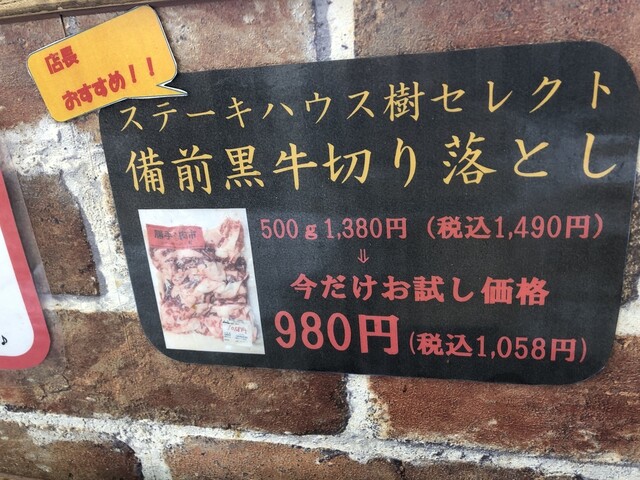 店長
おすすめ！！
ステーキハウス樹セレクト
備前黒牛切り落とし
500ｇ1,380円（税込1,490円）
⇩
今だけお試し価格
980円(税込1,058円)
♪